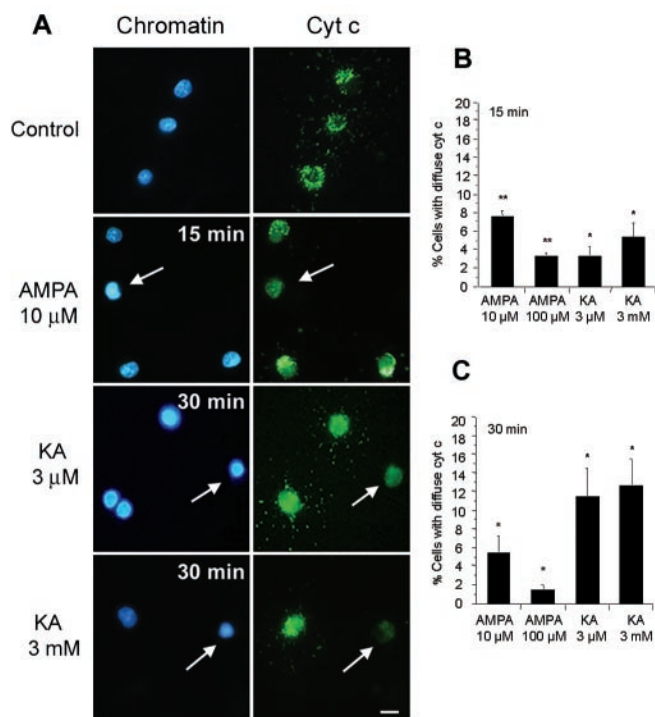 A
Chromatin
Cyt c
Control
15 min
AMPA
10 μM
30 min
KA
3 μM
30 min
KA
3 mM
B
% Cells with diffuse cyt c
20
18
16
14
12
10
8
6
4
2
0
15 min
** ** * *
AMPA AMPA KA KA
10 μM 100 μM 3 μM 3 mM
C
% Cells with diffuse cyt c
20
18
16
14
12
10
8
6
4
2
0
30 min
* * * *
AMPA AMPA KA KA
10 μM 100 μM 3 μM 3 mM